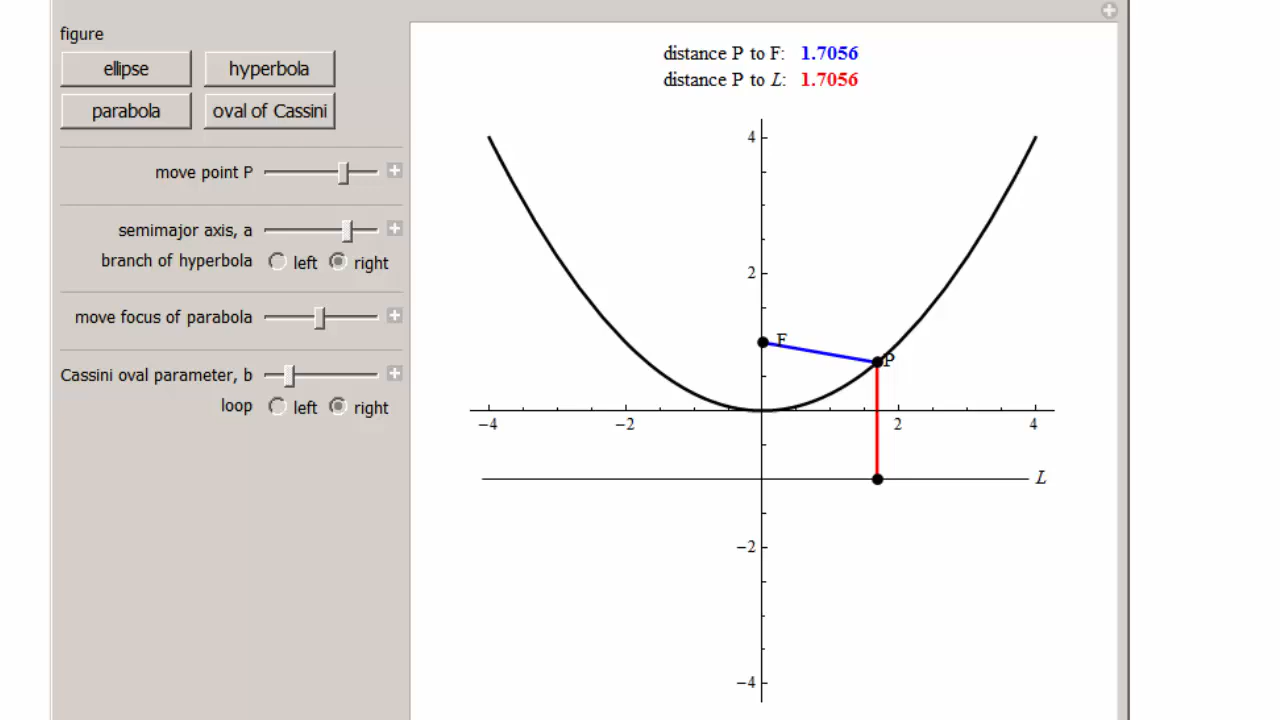 figure
ellipse hyperbola
parabola oval of Cassini
move point P
semimajor axis, a
branch of hyperbola left right
move focus of parabola
Cassini oval parameter, b
loop left right
distance P to F: 1.7056
distance P to L: 1.7056
4
2
F
P
−4 −2 2 4
L
−2
−4